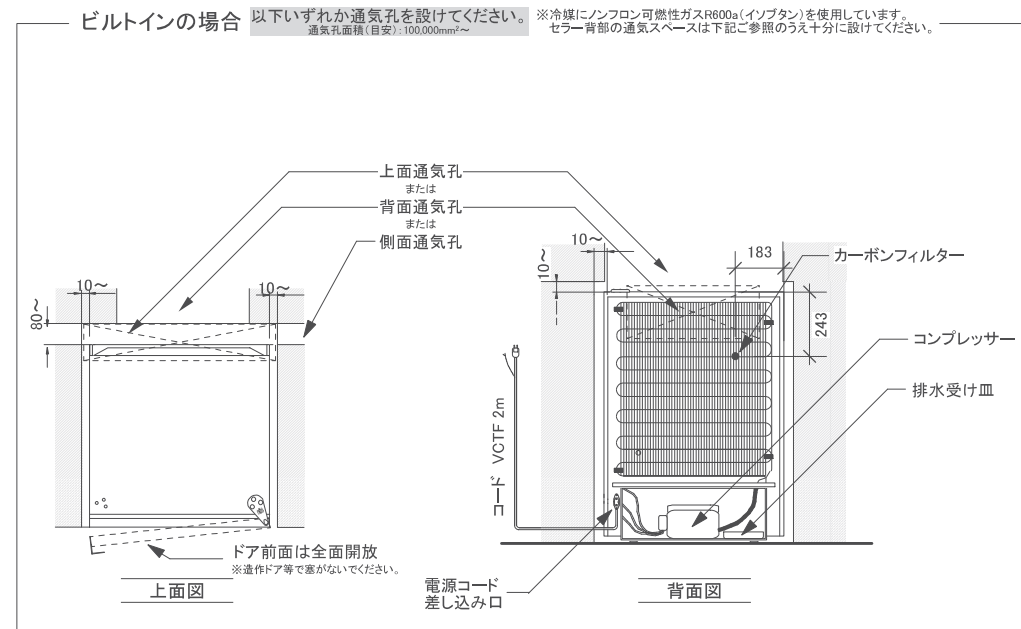 ビルトインの場合
以下いずれか通気孔を設けてください。
通気孔面積(目安):100,000mm²～
※冷媒にノンフロン可燃性ガスR600a(イソブタン)を使用しています。
セラー背部の通気スペースは下記ご参照のうえ十分に設けてください。
上面通気孔
または
背面通気孔
または
側面通気孔
10～
10～
80～
ドア前面は全面開放
※造作ドア等で塞がないでください。
上面図
10～
10～
183
カーボンフィルター
243
コンプレッサー
排水受け皿
コード VCTF 2m
電源コード
差し込み口
背面図